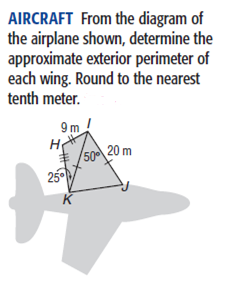 AIRCRAFT From the diagram of
the airplane shown, determine the
approximate exterior perimeter of
each wing. Round to the nearest
tenth meter.
9 m I
H
50° 20 m
25°
J
K